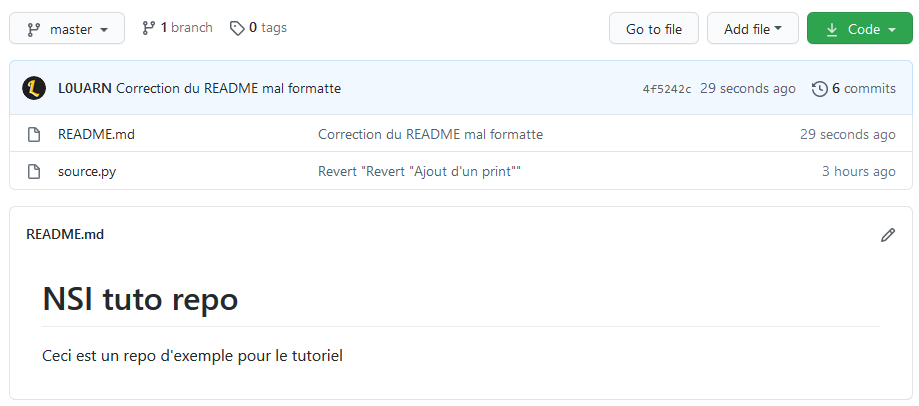 master 1 branch 0 tags Go to file Add file Code
L0UARN Correction du README mal formatte 4f5242c 29 seconds ago 6 commits
README.md Correction du README mal formatte 29 seconds ago
source.py Revert "Revert "Ajout d'un print"" 3 hours ago
README.md
NSI tuto repo
Ceci est un repo d'exemple pour le tutoriel